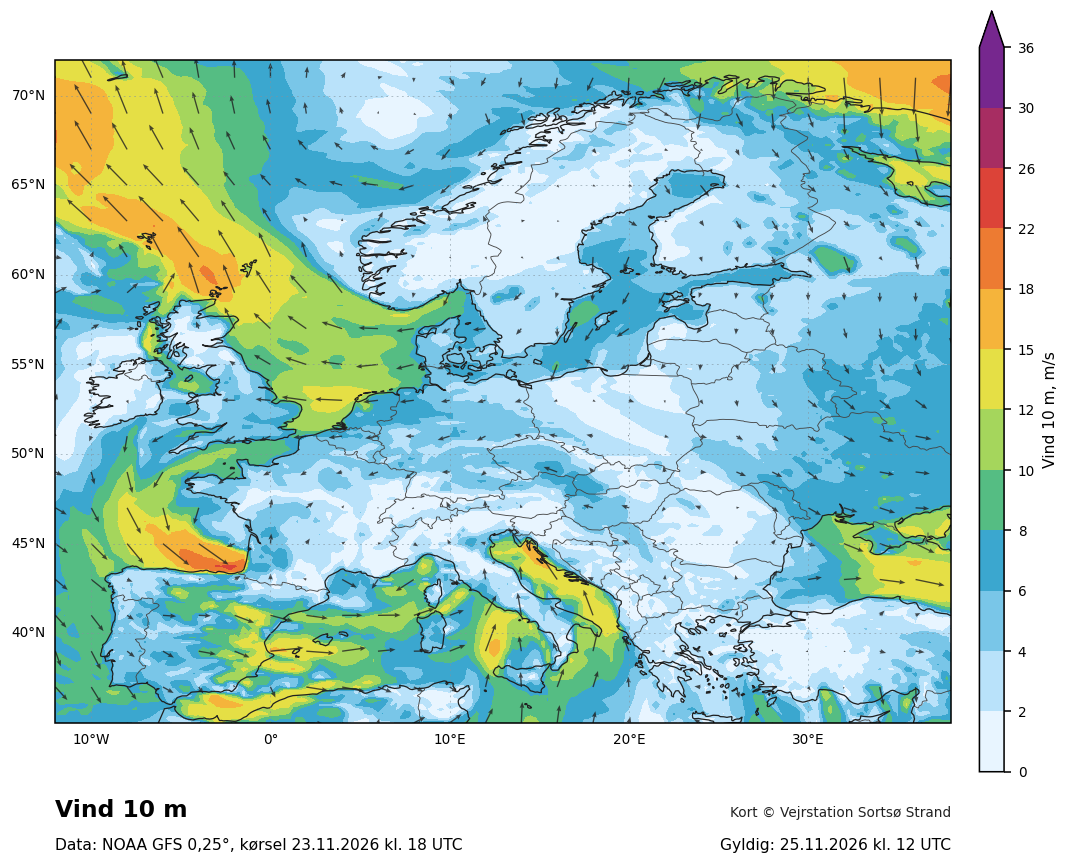 36
30
26
22
18
15
12
10
8
6
4
2
0
Vind 10 m, m/s
70°N
65°N
60°N
55°N
50°N
45°N
40°N
10°W
0°
10°E
20°E
30°E
Vind 10 m
Kort © Vejrstation Sortsø Strand
Data: NOAA GFS 0,25°, kørsel 23.11.2026 kl. 18 UTC
Gyldig: 25.11.2026 kl. 12 UTC